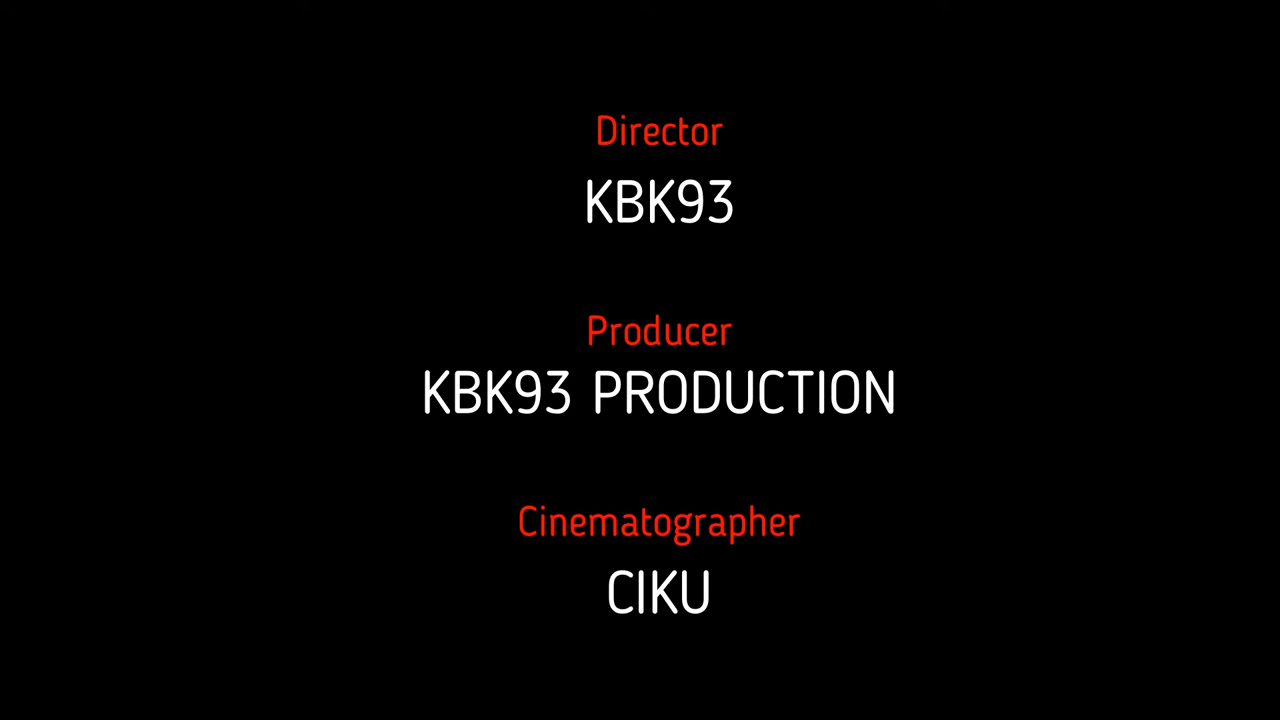 Director
KBK93
Producer
KBK93 PRODUCTION
Cinematographer
CIKU